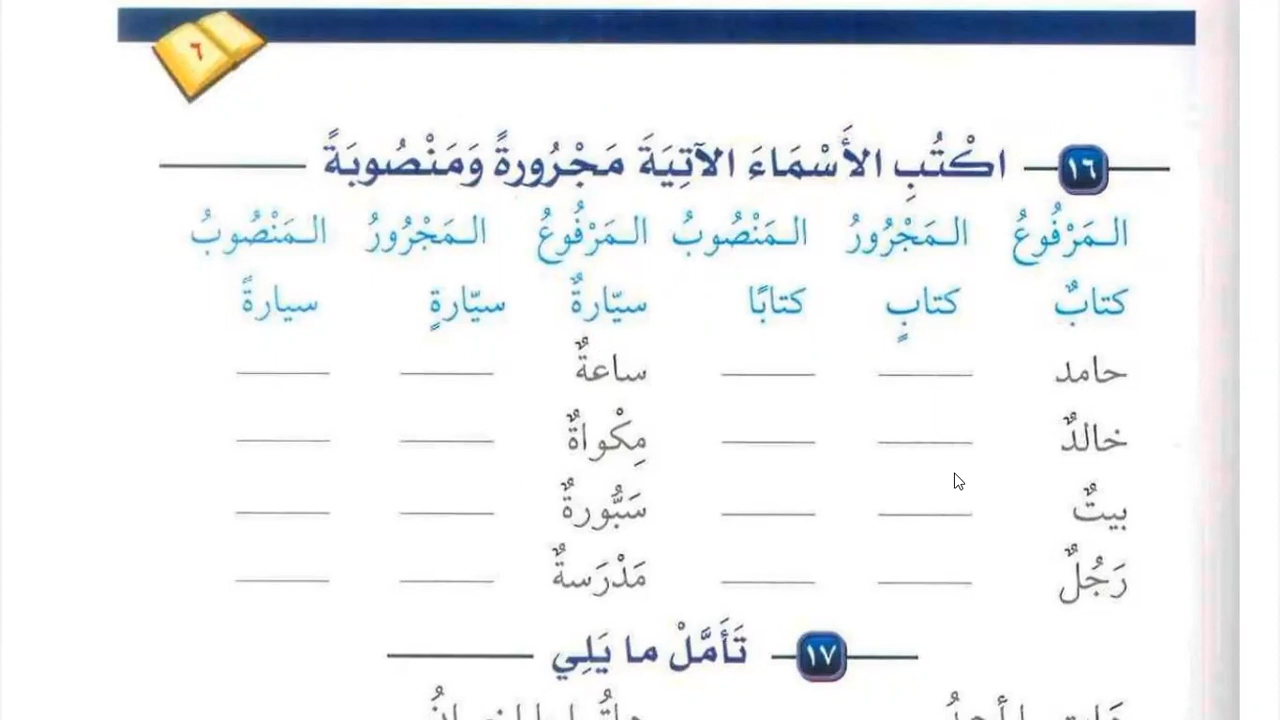 ٦
١٦ اكْتُبِ الأَسْمَاءَ الآتِيَةَ مَجْرُورةً وَمَنْصُوبَةً
المَرْفُوعُ المَجْرُورُ المَنْصُوبُ المَرْفُوعُ المَجْرُورُ المَنْصُوبُ
كتابٌ كتابٍ كتابًا سيّارةٌ سيّارةٍ سيارةً
حامد ساعةٌ
خالدٌ مِكْواةٌ
بيتٌ سَبُّورةٌ
رَجُلٌ مَدْرَسةٌ
١٧ تَأَمَّلْ ما يَلِي